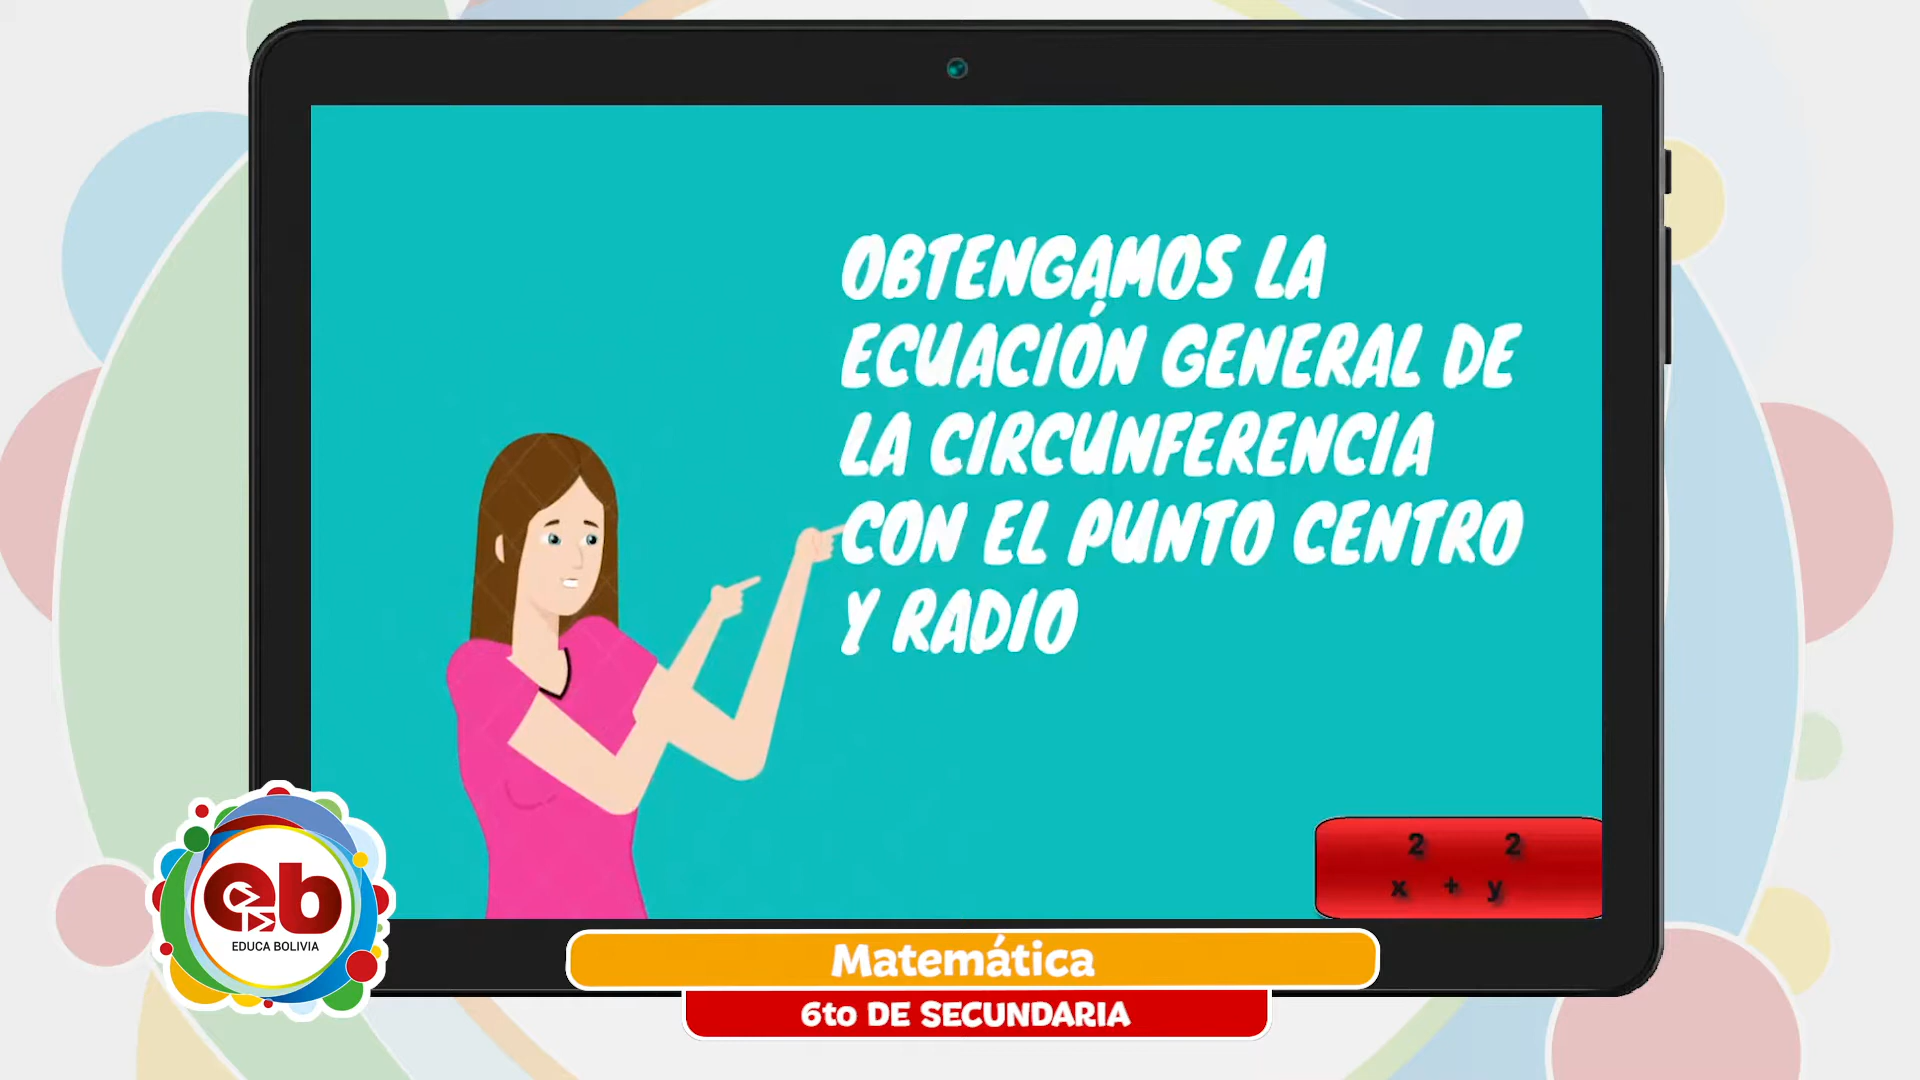 OBTENGAMOS LA
ECUACIÓN GENERAL DE
LA CIRCUNFERENCIA
CON EL PUNTO CENTRO
Y RADIO
2 2
x + y
eb
EDUCA BOLIVIA
Matemática
6to DE SECUNDARIA